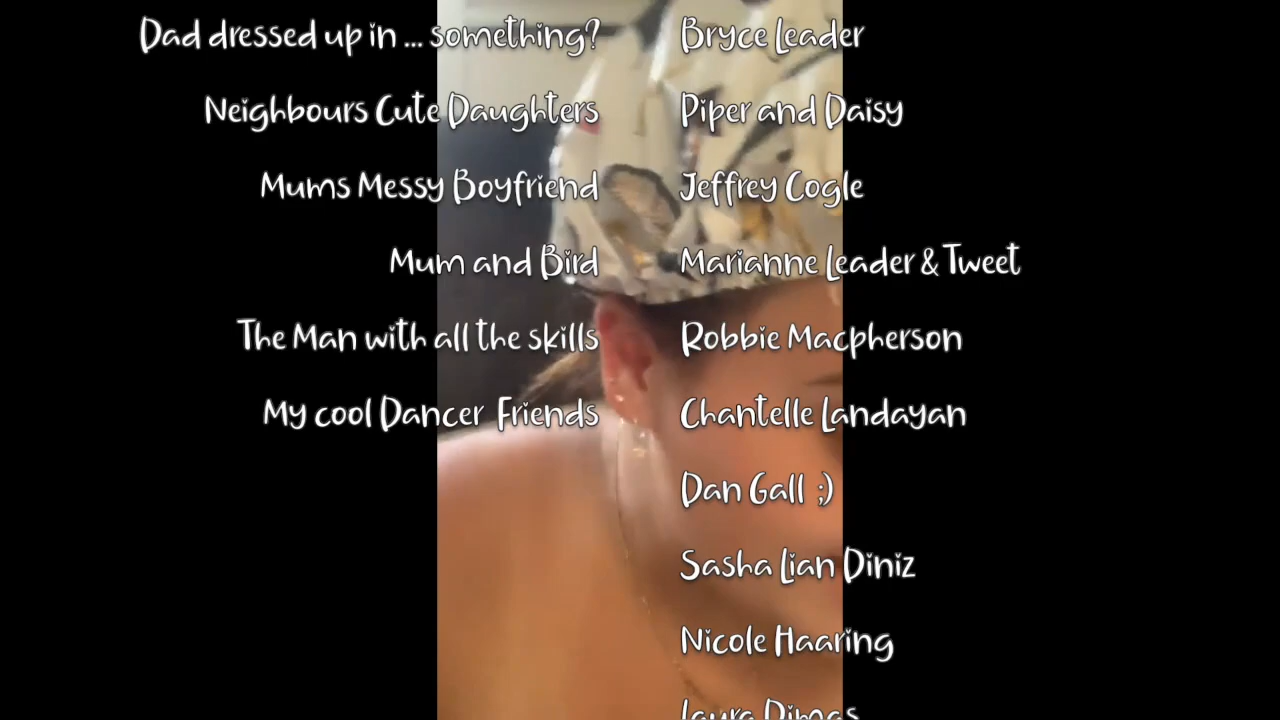 Dad dressed up in ... something? Bryce Leader
Neighbours Cute Daughters Piper and Daisy
Mums Messy Boyfriend Jeffrey Cogle
Mum and Bird Marianne Leader & Tweet
The Man with all the skills Robbie Macpherson
My cool Dancer Friends Chantelle Landayan
Dan Gall ;)
Sasha Lian Diniz
Nicole Haaring
Laura Dimas